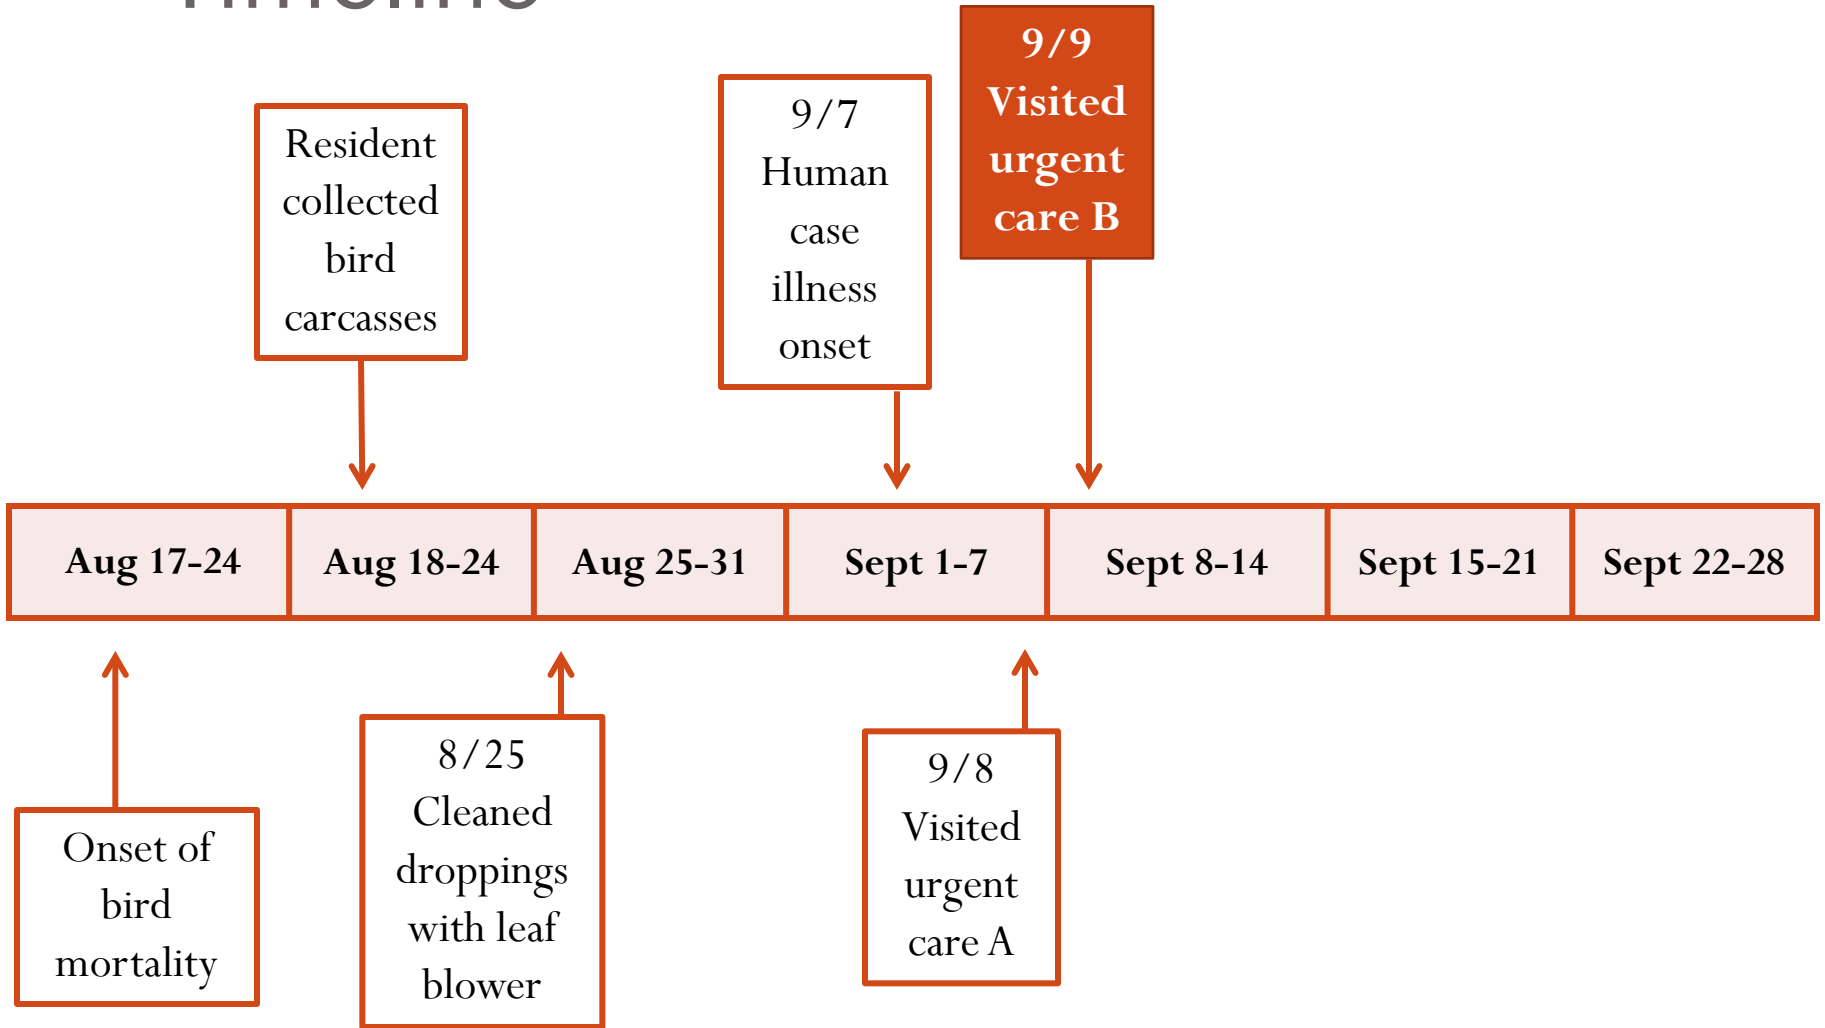 Timeline
9/9
Visited
urgent
care B
9/7
Human
case
illness
onset
Resident
collected
bird
carcasses
Aug 17-24
Aug 18-24
Aug 25-31
Sept 1-7
Sept 8-14
Sept 15-21
Sept 22-28
Onset of
bird
mortality
8/25
Cleaned
droppings
with leaf
blower
9/8
Visited
urgent
care A